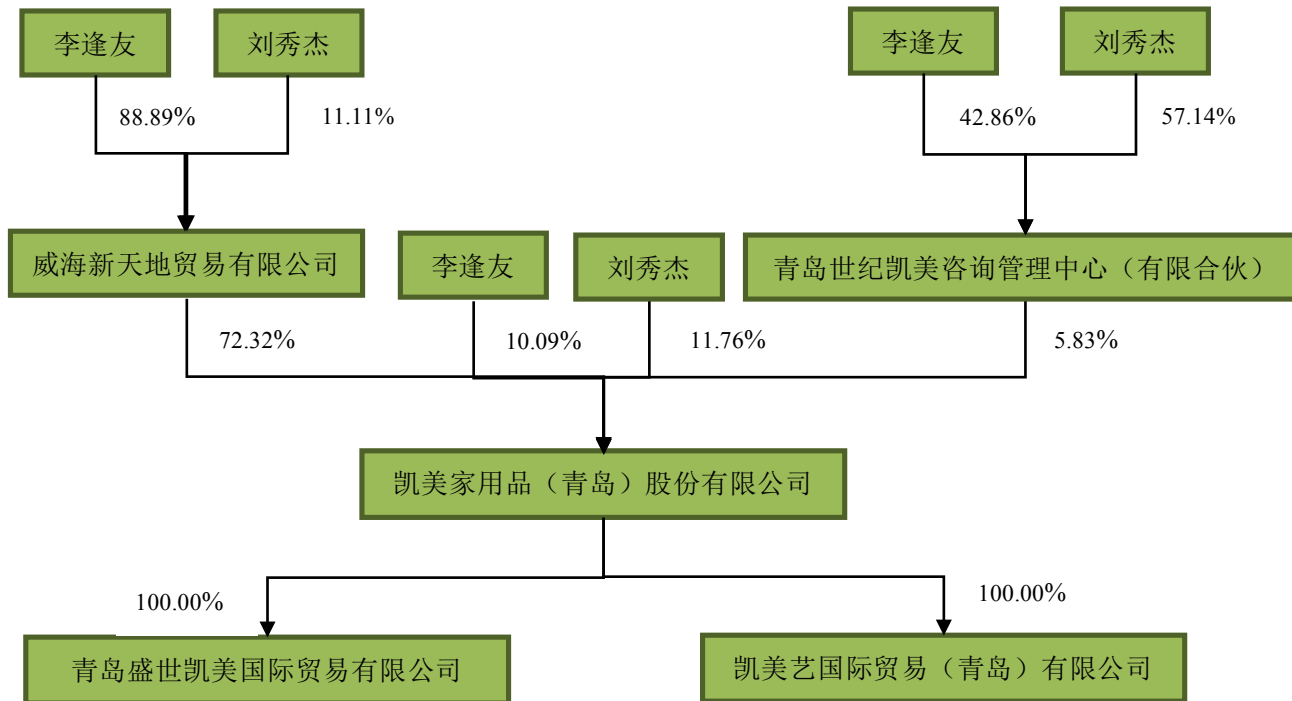 李逢友
刘秀杰
李逢友
刘秀杰
88.89%
11.11%
42.86%
57.14%
威海新天地贸易有限公司
李逢友
刘秀杰
青岛世纪凯美咨询管理中心（有限合伙）
72.32%
10.09%
11.76%
5.83%
凯美家用品（青岛）股份有限公司
100.00%
100.00%
青岛盛世凯美国际贸易有限公司
凯美艺国际贸易（青岛）有限公司